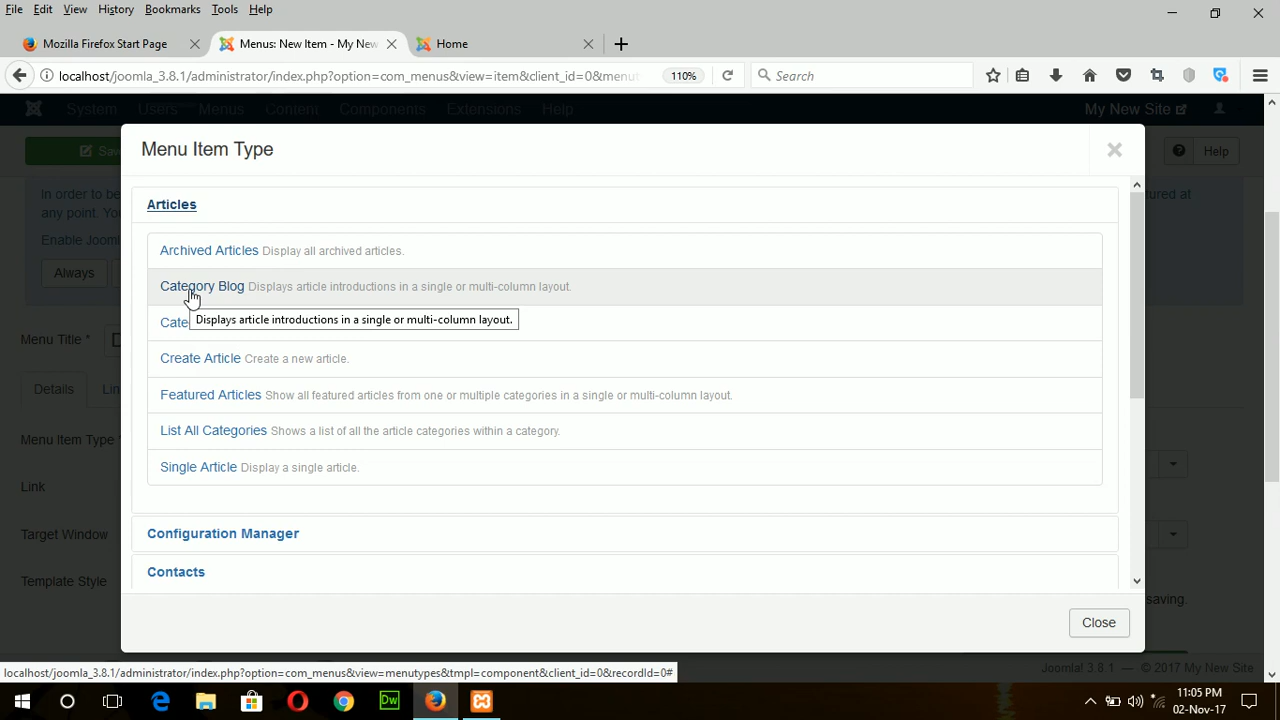 File Edit View History Bookmarks Tools Help
Mozilla Firefox Start Page
Menus: New Item - My New
Home
localhost/joomla_3.8.1/administrator/index.php?option=com_menus&view=item&client_id=0&menut
110%
Search
System Users Menus Content Components Extensions Help
My New Site
Menu Item Type
Help
In order to be
any point. Y
Enable Jooml
Always
Menu Title *
Details
Menu Item Type
Link
Target Window
Template Style
Articles
Archived Articles Display all archived articles.
Category Blog Displays article introductions in a single or multi-column layout.
Displays article introductions in a single or multi-column layout.
Cate
Create Article Create a new article.
Featured Articles Show all featured articles from one or multiple categories in a single or multi-column layout.
List All Categories Shows a list of all the article categories within a category.
Single Article Display a single article.
Configuration Manager
Contacts
ured at
saving.
Close
Joomla! 3.8.1 — © 2017 My New Site
localhost/joomla_3.8.1/administrator/index.php?option=com_menus&view=menutypes&tmpl=component&client_id=0&recordId=0#
Dw
11:05 PM
02-Nov-17